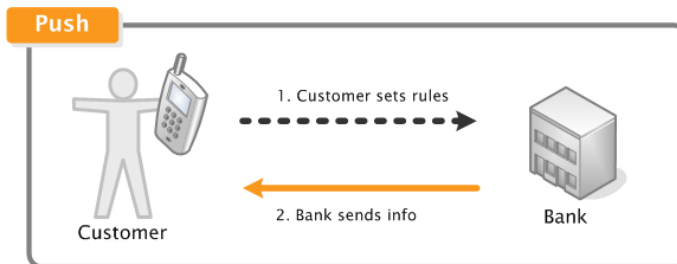 Push
1. Customer sets rules
2. Bank sends info
Customer
Bank